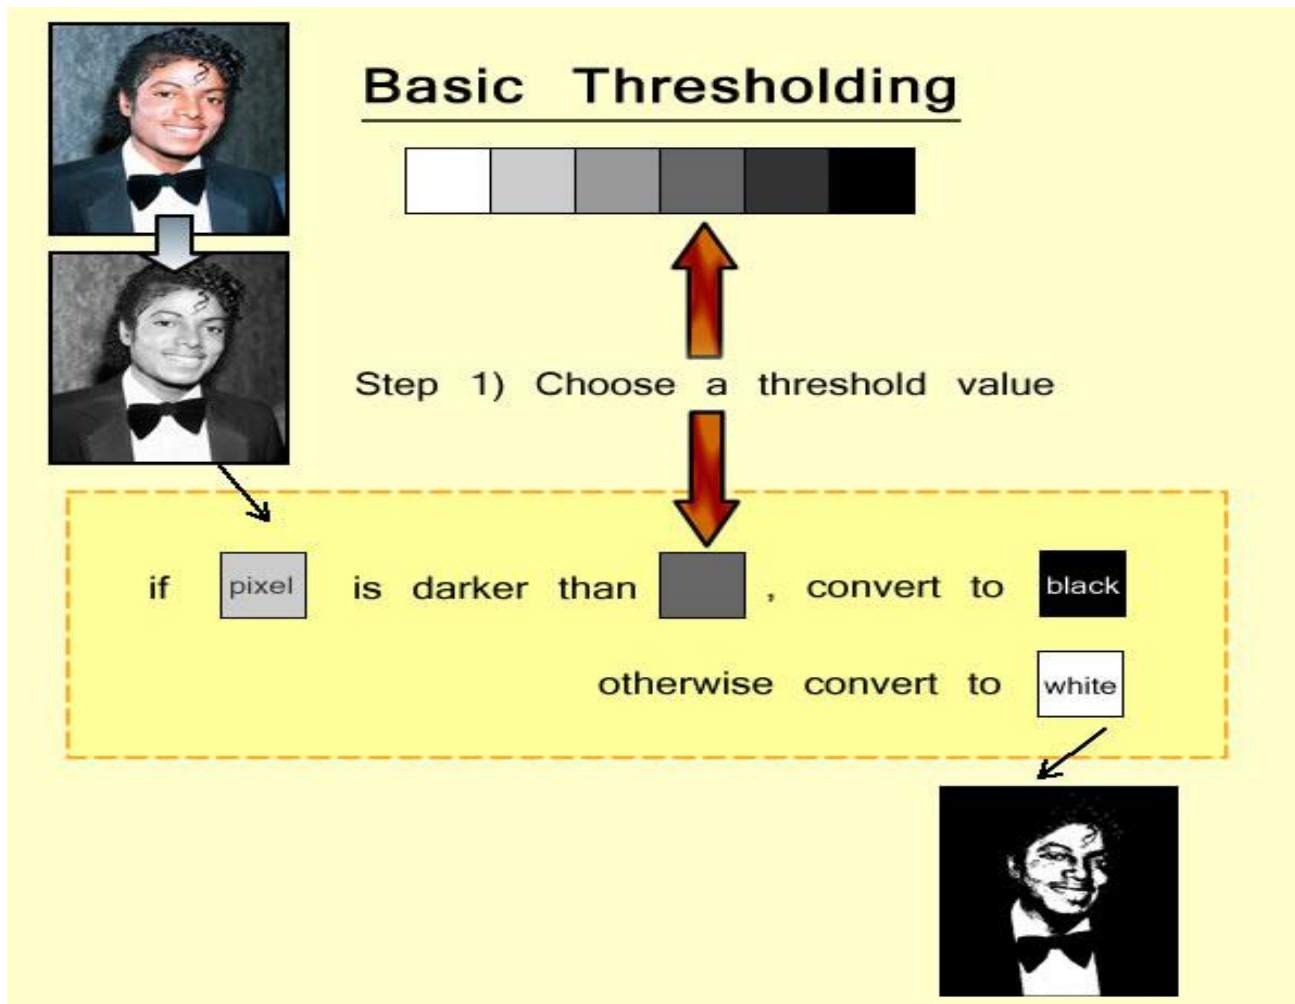 Basic Thresholding
Step 1) Choose a threshold value
if pixel is darker than , convert to black
otherwise convert to white